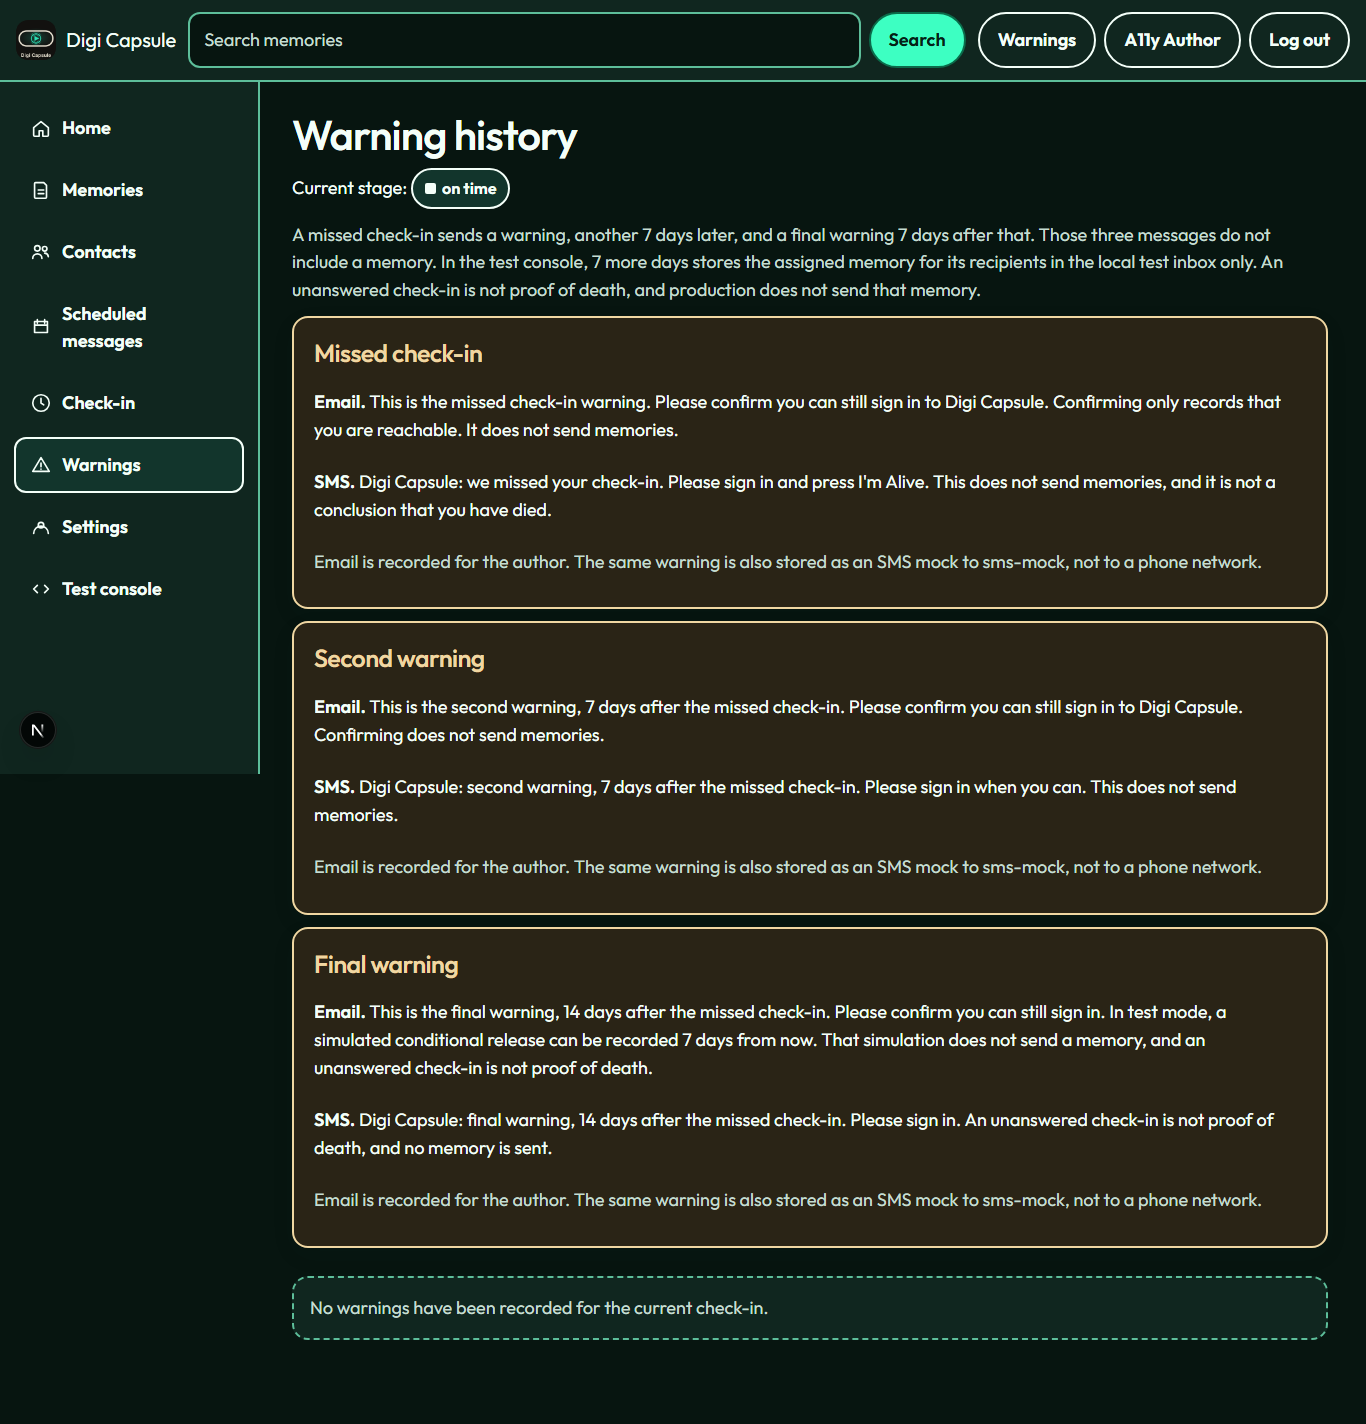 Digi Capsule
Digi Capsule
Search memories
Search
Warnings
A11y Author
Log out
Home
Memories
Contacts
Scheduled
messages
Check-in
Warnings
Settings
Test console
N
Warning history
Current stage: on time
A missed check-in sends a warning, another 7 days later, and a final warning 7 days after that. Those three messages do not
include a memory. In the test console, 7 more days stores the assigned memory for its recipients in the local test inbox only. An
unanswered check-in is not proof of death, and production does not send that memory.
Missed check-in
Email. This is the missed check-in warning. Please confirm you can still sign in to Digi Capsule. Confirming only records that
you are reachable. It does not send memories.
SMS. Digi Capsule: we missed your check-in. Please sign in and press I'm Alive. This does not send memories, and it is not a
conclusion that you have died.
Email is recorded for the author. The same warning is also stored as an SMS mock to sms-mock, not to a phone network.
Second warning
Email. This is the second warning, 7 days after the missed check-in. Please confirm you can still sign in to Digi Capsule.
Confirming does not send memories.
SMS. Digi Capsule: second warning, 7 days after the missed check-in. Please sign in when you can. This does not send
memories.
Email is recorded for the author. The same warning is also stored as an SMS mock to sms-mock, not to a phone network.
Final warning
Email. This is the final warning, 14 days after the missed check-in. Please confirm you can still sign in. In test mode, a
simulated conditional release can be recorded 7 days from now. That simulation does not send a memory, and an
unanswered check-in is not proof of death.
SMS. Digi Capsule: final warning, 14 days after the missed check-in. Please sign in. An unanswered check-in is not proof of
death, and no memory is sent.
Email is recorded for the author. The same warning is also stored as an SMS mock to sms-mock, not to a phone network.
No warnings have been recorded for the current check-in.